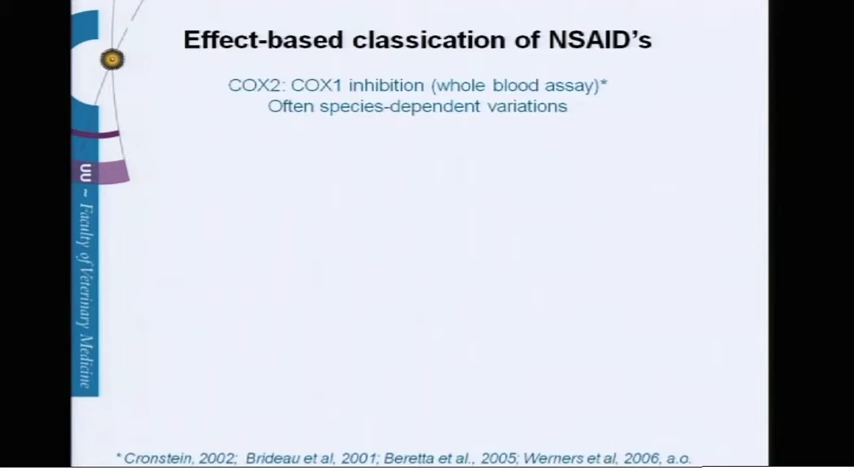 Effect-based classication of NSAID's
COX2: COX1 inhibition (whole blood assay)*
Often species-dependent variations
UU ~ Faculty of Veterinary Medicine
* Cronstein, 2002; Brideau et al, 2001; Beretta et al., 2005; Werners et al, 2006, a.o.